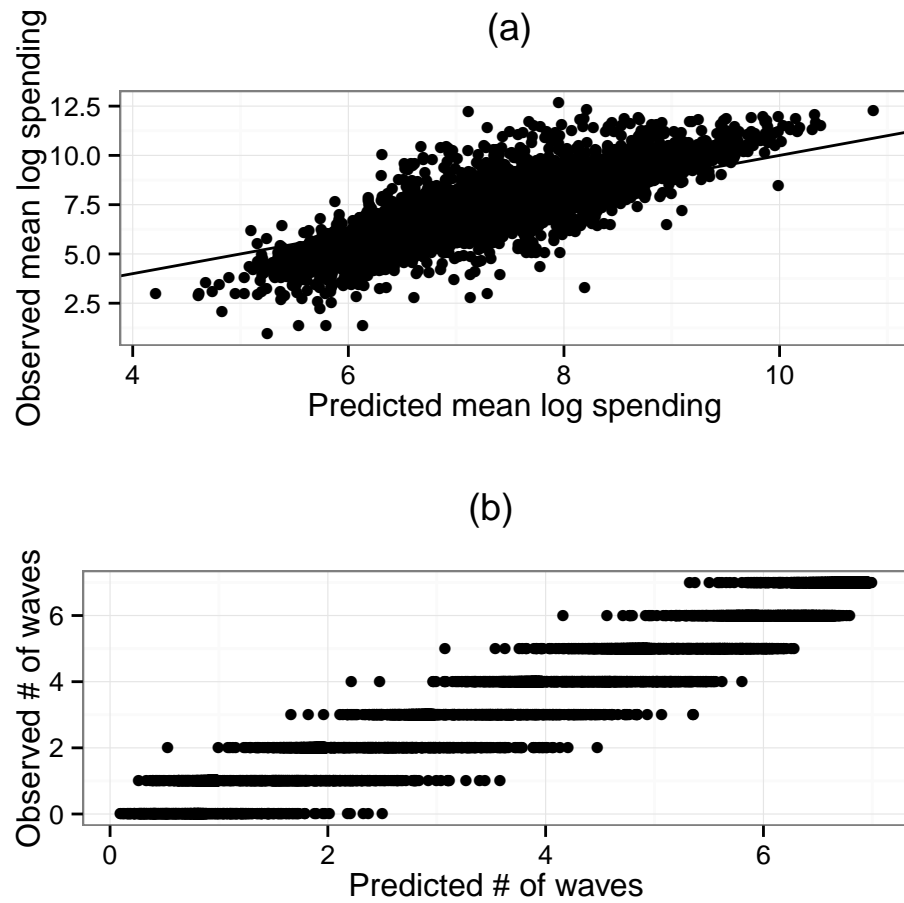 (a)
Observed mean log spending
12.5
10.0
7.5
5.0
2.5
4 6 8 10
Predicted mean log spending
(b)
Observed # of waves
6
4
2
0
0 2 4 6
Predicted # of waves